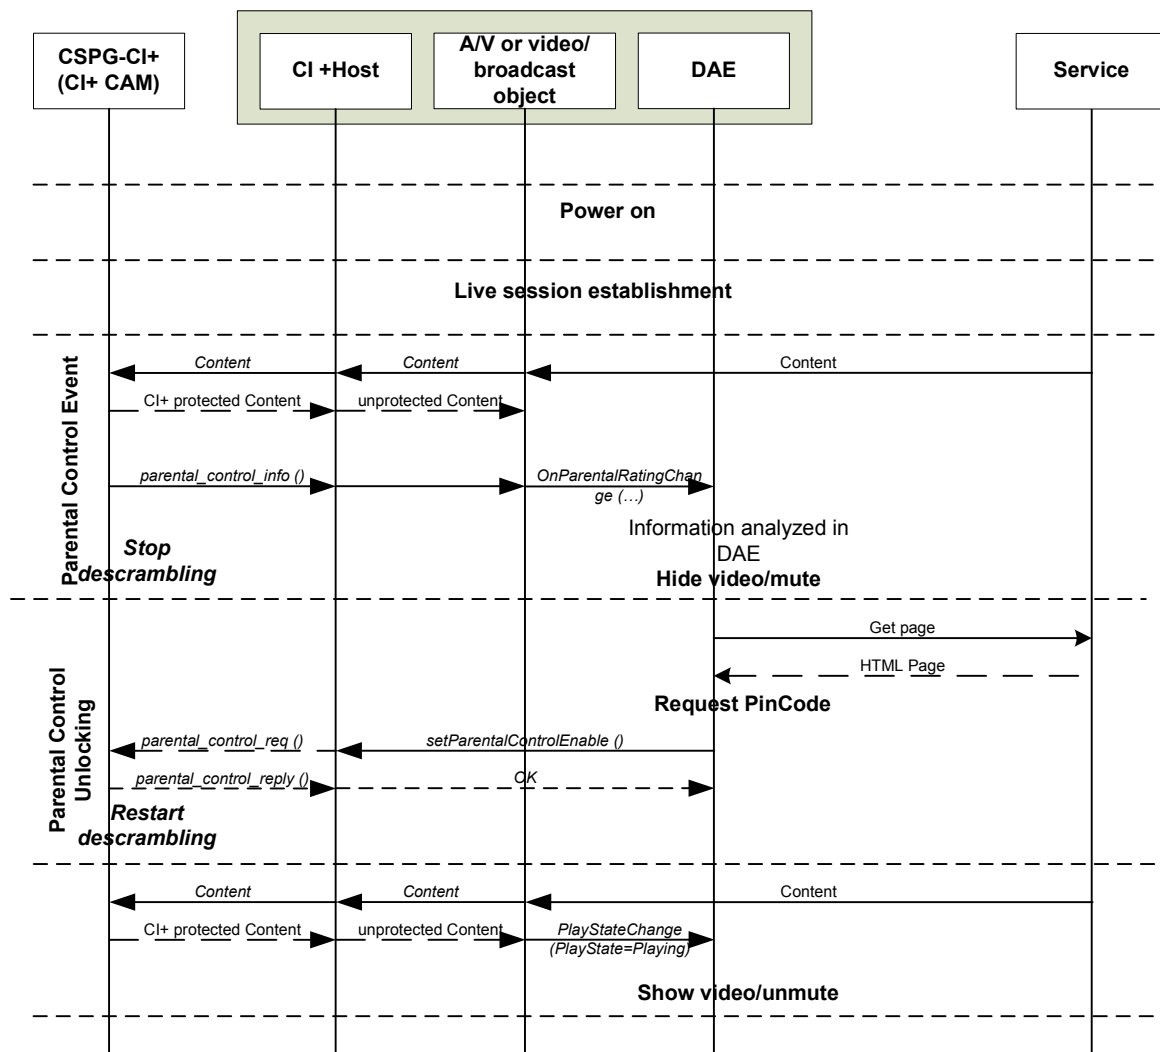 CSPG-CI+
(CI+ CAM)
CI +Host
A/V or video/
broadcast
object
DAE
Service
Power on
Live session establishment
Parental Control Event
Content
Content
Content
CI+ protected Content
unprotected Content
parental_control_info ()
OnParentalRatingChan
ge (…)
Information analyzed in
DAE
Stop
descrambling
Hide video/mute
Parental Control
Unlocking
Get page
HTML Page
Request PinCode
parental_control_req ()
setParentalControlEnable ()
parental_control_reply ()
OK
Restart
descrambling
Content
Content
Content
CI+ protected Content
unprotected Content
PlayStateChange
(PlayState=Playing)
Show video/unmute